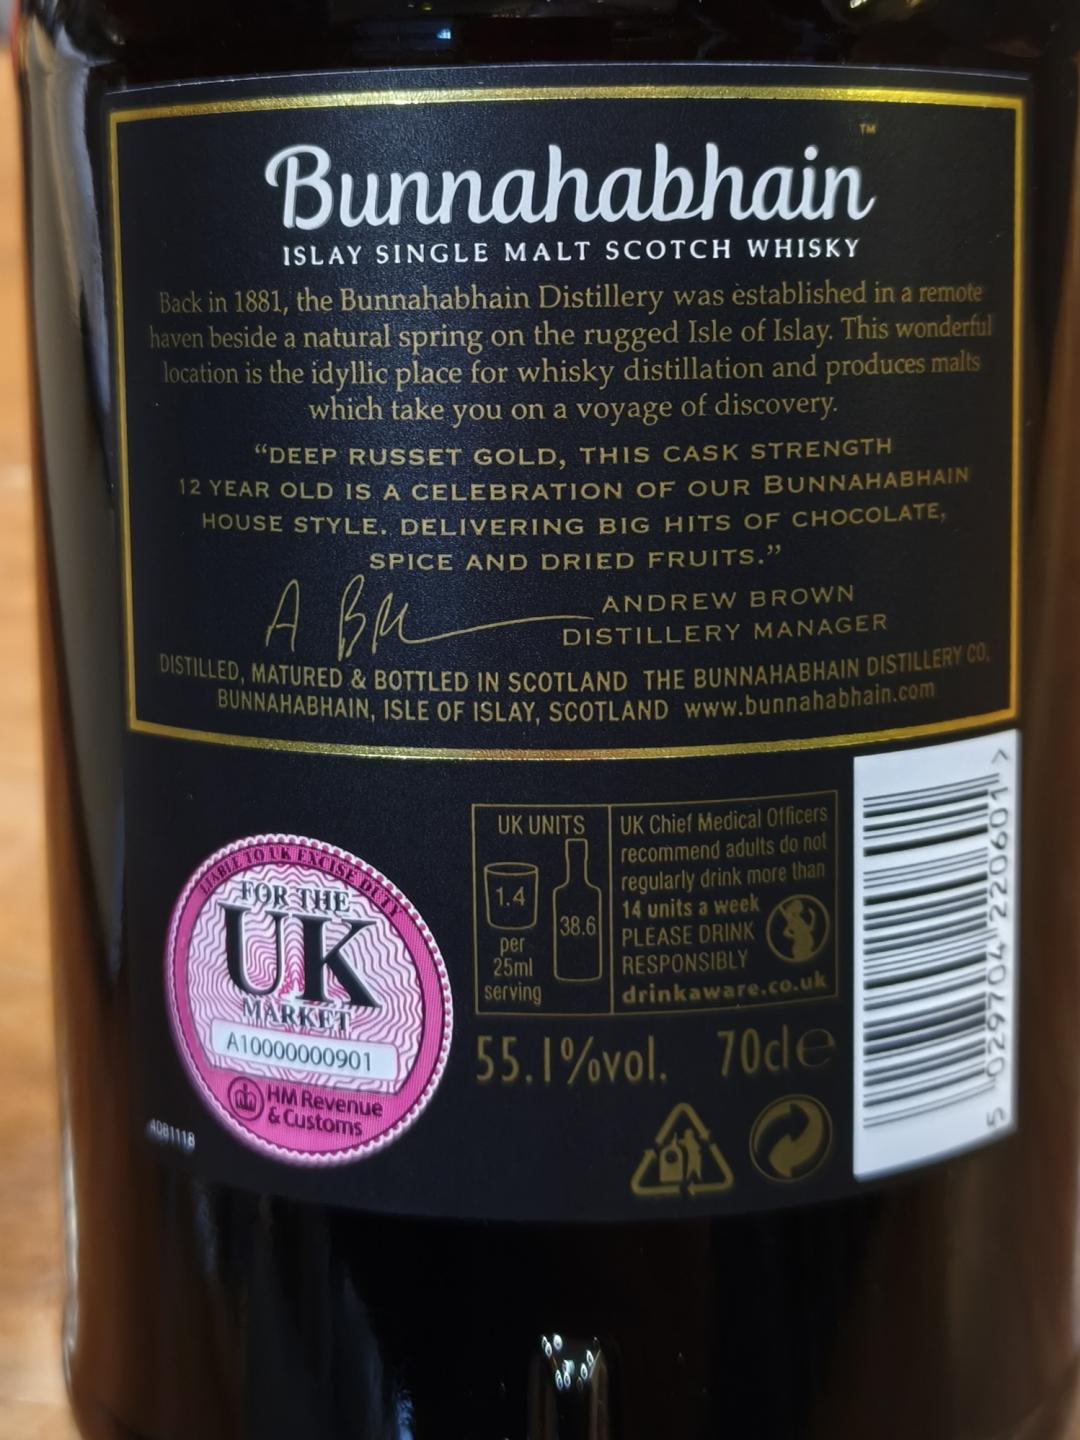 Bunnahabhain™
ISLAY SINGLE MALT SCOTCH WHISKY
Back in 1881, the Bunnahabhain Distillery was established in a remote
haven beside a natural spring on the rugged Isle of Islay. This wonderful
location is the idyllic place for whisky distillation and produces malts
which take you on a voyage of discovery.
“DEEP RUSSET GOLD, THIS CASK STRENGTH
12 YEAR OLD IS A CELEBRATION OF OUR BUNNAHABHAIN
HOUSE STYLE. DELIVERING BIG HITS OF CHOCOLATE,
SPICE AND DRIED FRUITS.”
ANDREW BROWN
DISTILLERY MANAGER
DISTILLED, MATURED & BOTTLED IN SCOTLAND THE BUNNAHABHAIN DISTILLERY CO.
BUNNAHABHAIN, ISLE OF ISLAY, SCOTLAND www.bunnahabhain.com
LIABLE TO UK EXCISE DUTY
FOR THE
UK
MARKET
A10000000901
HM Revenue
& Customs
4081118
UK UNITS
1.4
per
25ml
serving
38.6
UK Chief Medical Officers
recommend adults do not
regularly drink more than
14 units a week
PLEASE DRINK
RESPONSIBLY
drinkaware.co.uk
55.1%vol. 70cl℮
5 029704 220601 >